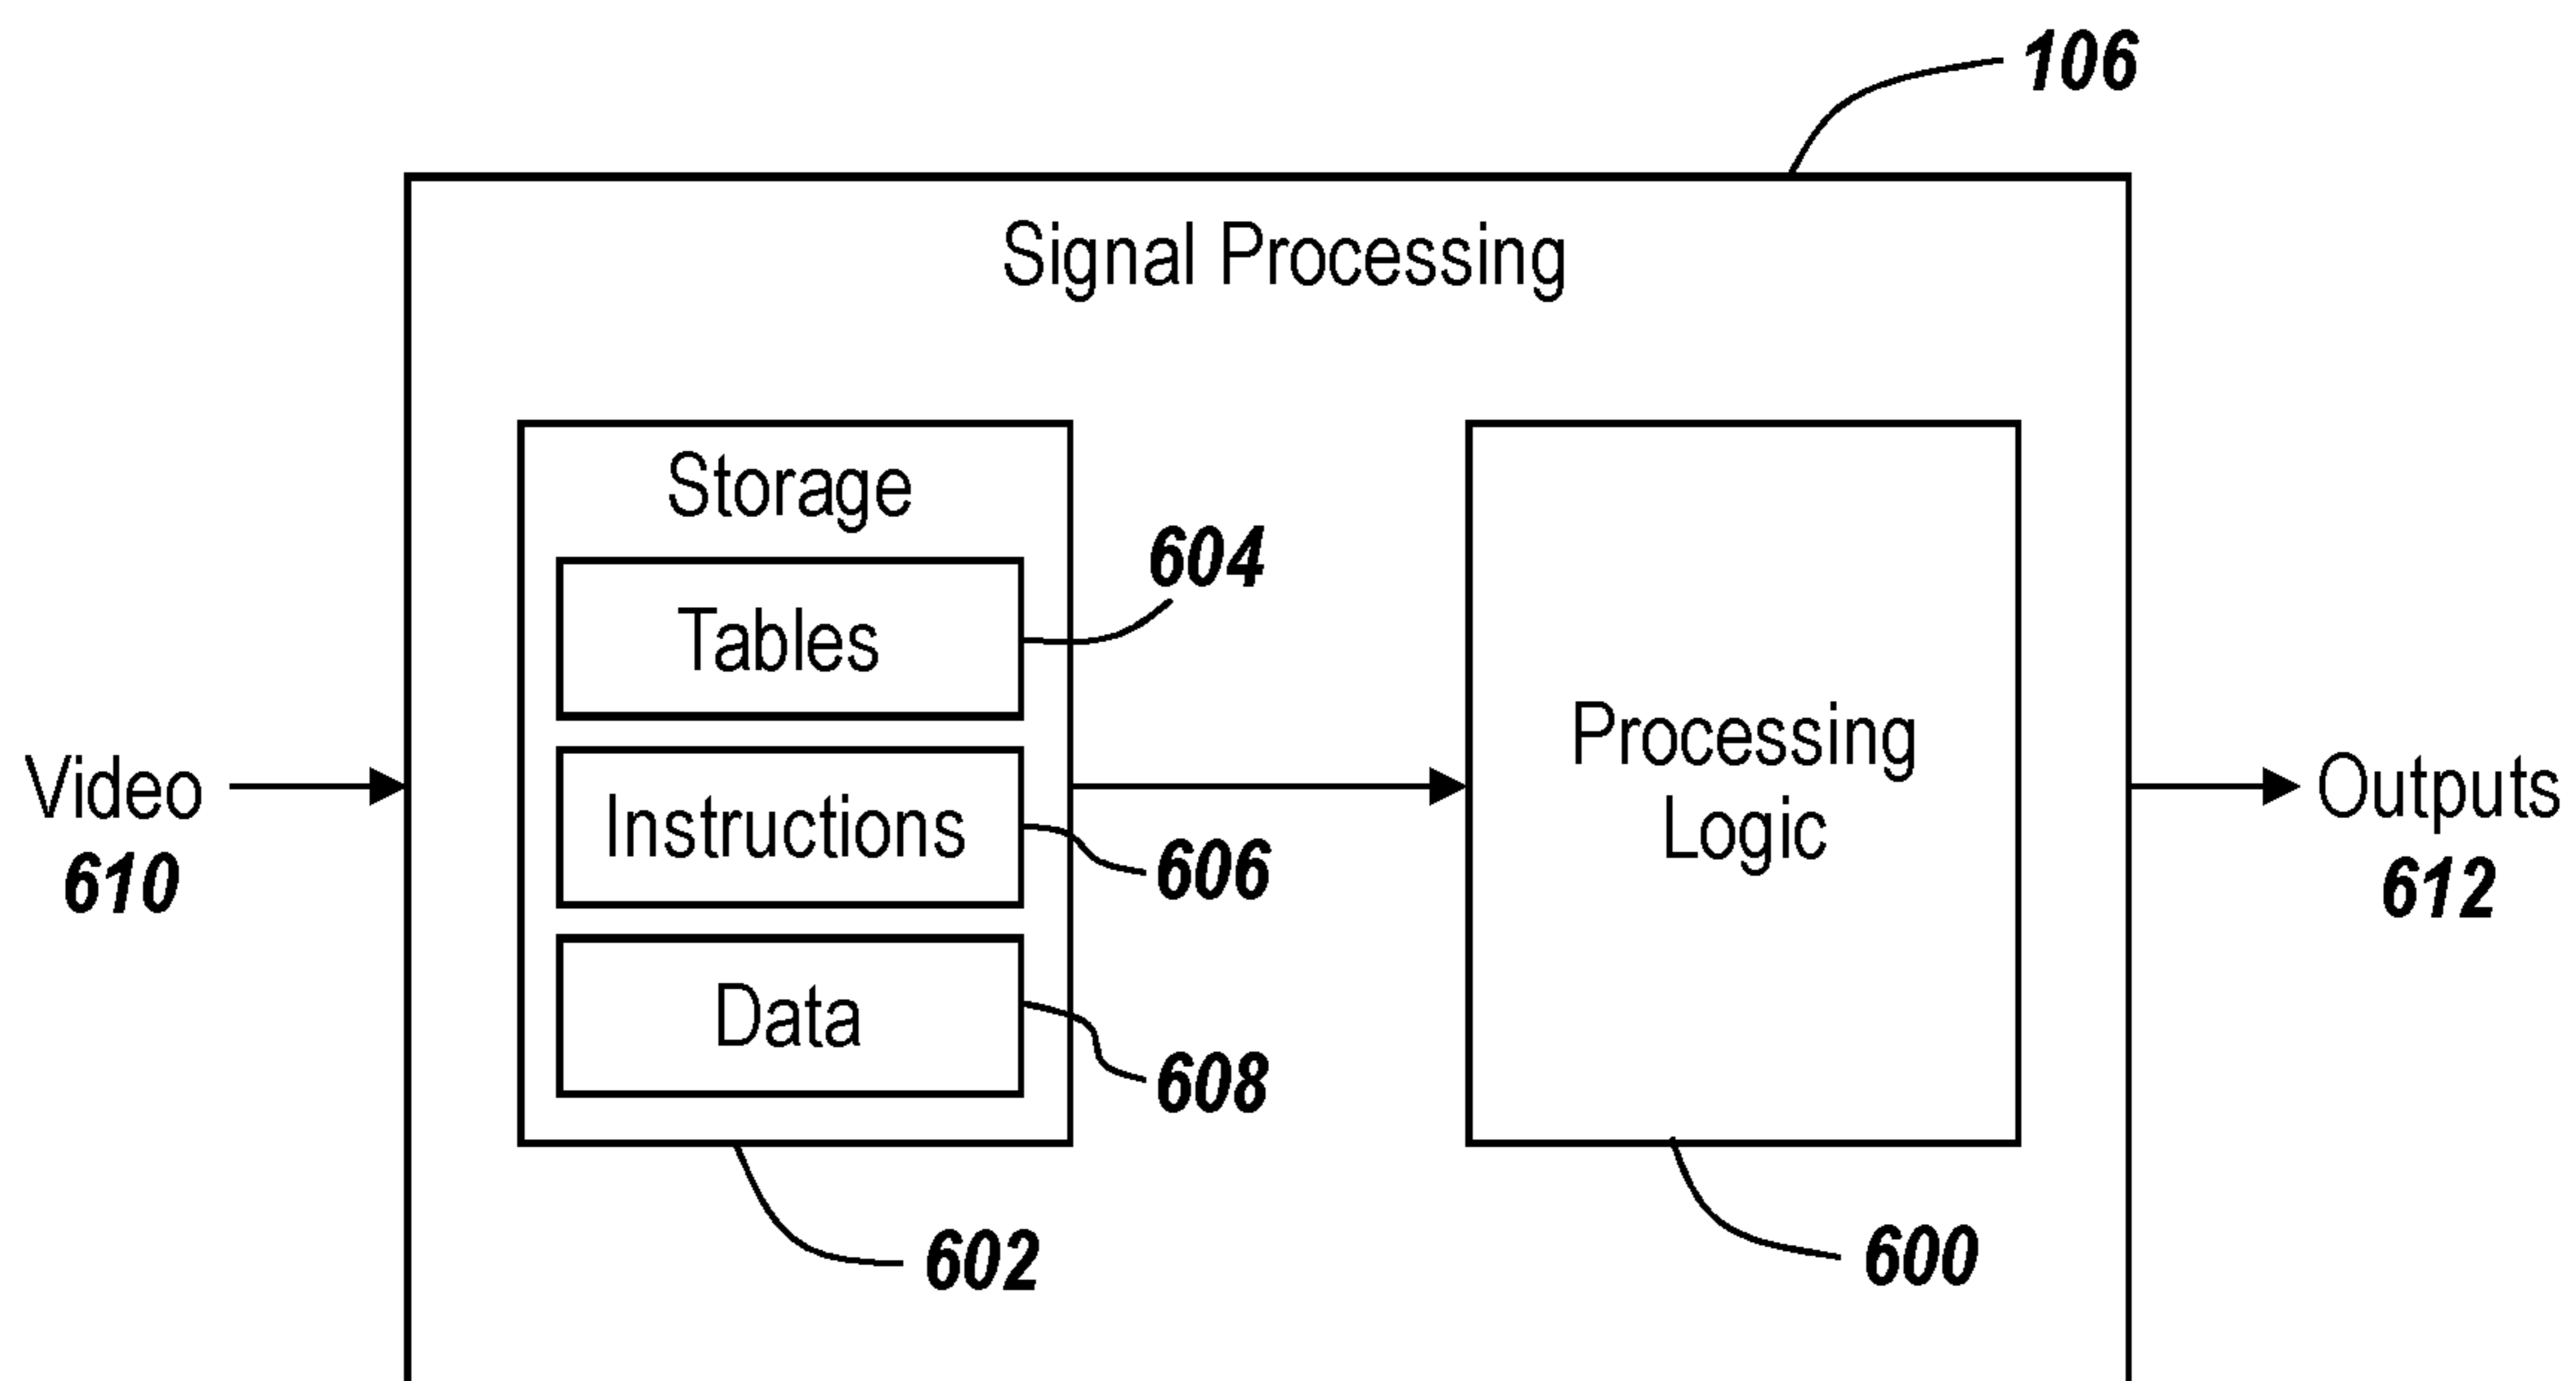 106
Signal Processing
Storage
Tables
604
Instructions
606
Data
608
602
Processing
Logic
600
Video
610
Outputs
612